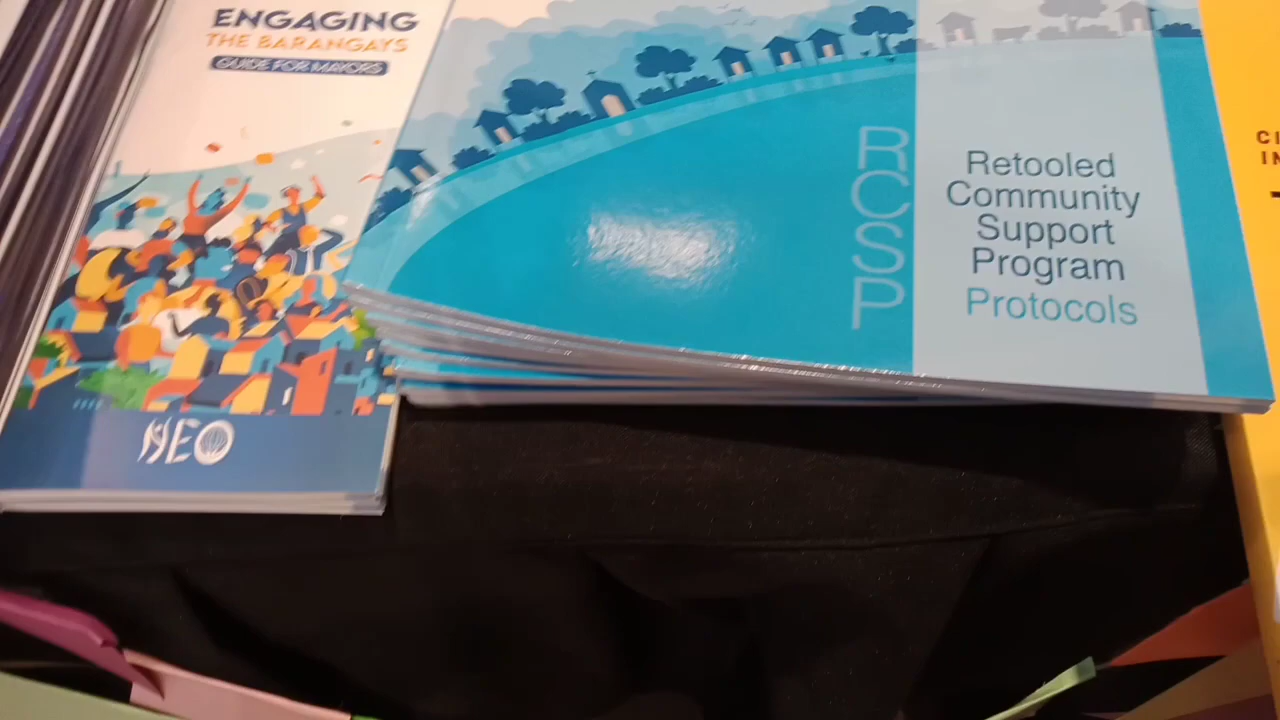 ENGAGING
THE BARANGAYS
GUIDE FOR MAYORS
NEO
RCSP
Retooled
Community
Support
Program
Protocols